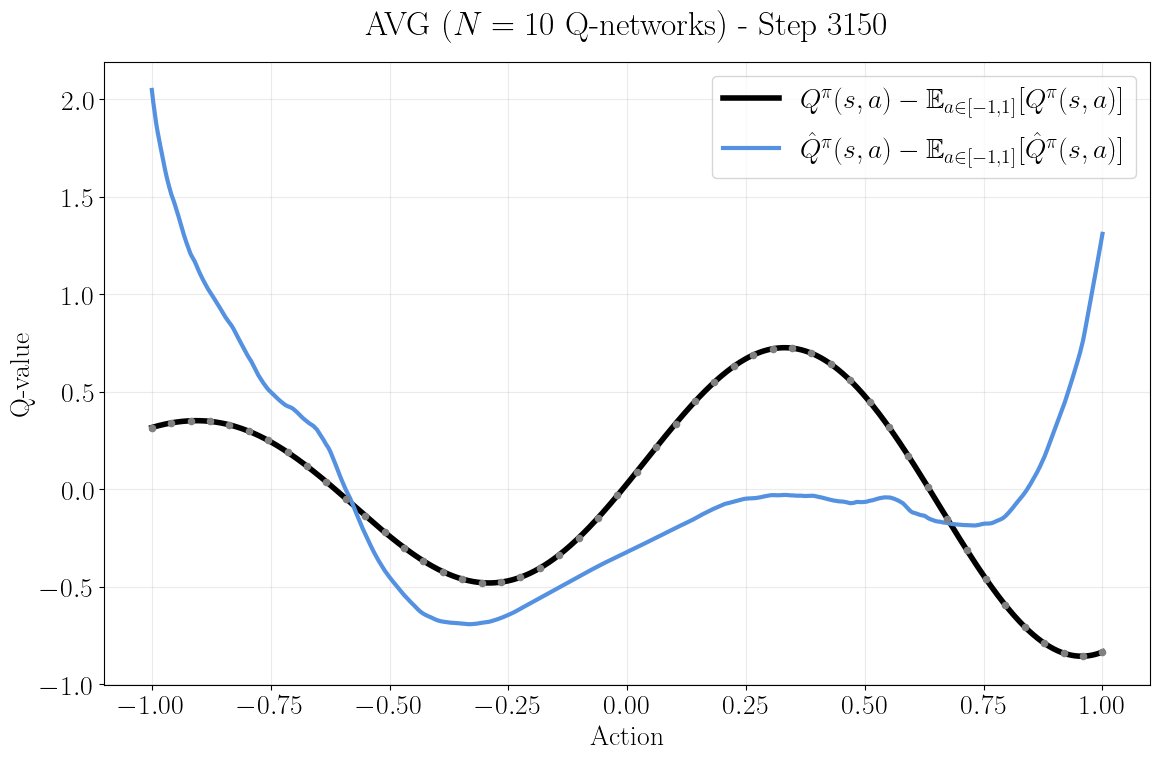 AVG (N = 10 Q-networks) - Step 3150
Q^π(s, a) − 𝔼_{a∈[−1,1]}[Q^π(s, a)]
Q̂^π(s, a) − 𝔼_{a∈[−1,1]}[Q̂^π(s, a)]
Q-value
2.0
1.5
1.0
0.5
0.0
−0.5
−1.0
−1.00 −0.75 −0.50 −0.25 0.00 0.25 0.50 0.75 1.00
Action